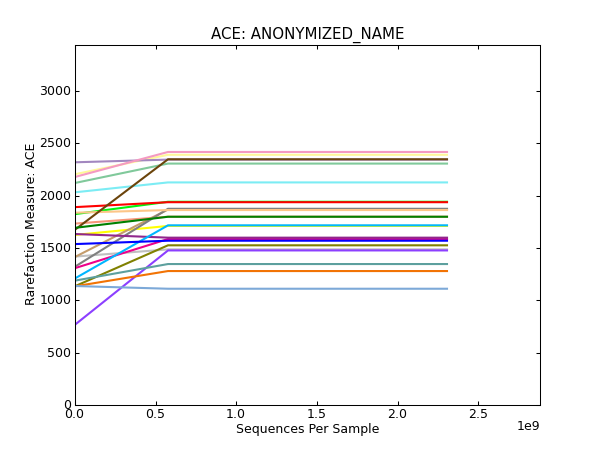 ACE: ANONYMIZED_NAME
Rarefaction Measure: ACE
3000
2500
2000
1500
1000
500
0
0.0 0.5 1.0 1.5 2.0 2.5
1e9
Sequences Per Sample